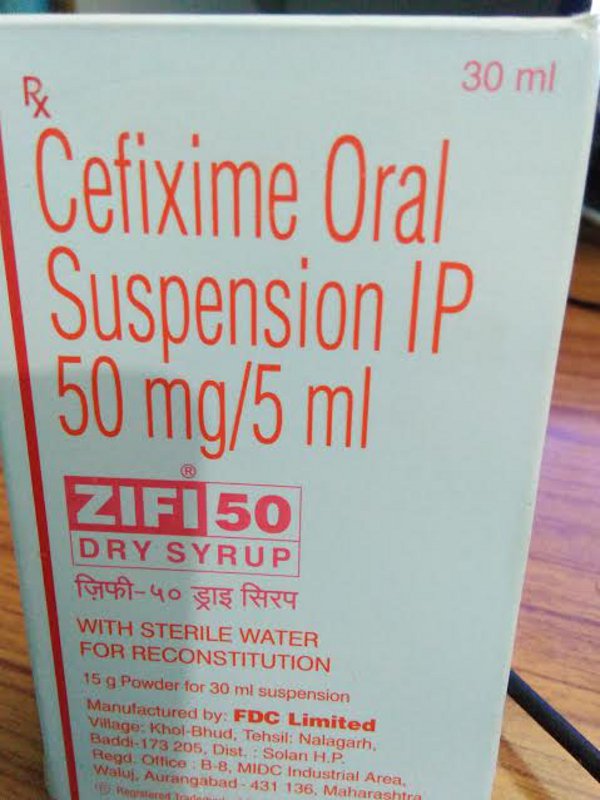 30 ml
Rx
Cefixime Oral
Suspension IP
50 mg/5 ml
®
ZIFI 50
DRY SYRUP
ज़िफी-५० ड्राइ सिरप
WITH STERILE WATER
FOR RECONSTITUTION
15 g Powder for 30 ml suspension
Manufactured by: FDC Limited
Village: Khol-Bhud, Tehsil: Nalagarh,
Baddi-173 205, Dist. : Solan H.P.
Regd. Office : B-8, MIDC Industrial Area,
Waluj, Aurangabad - 431 136, Maharashtra
Registered